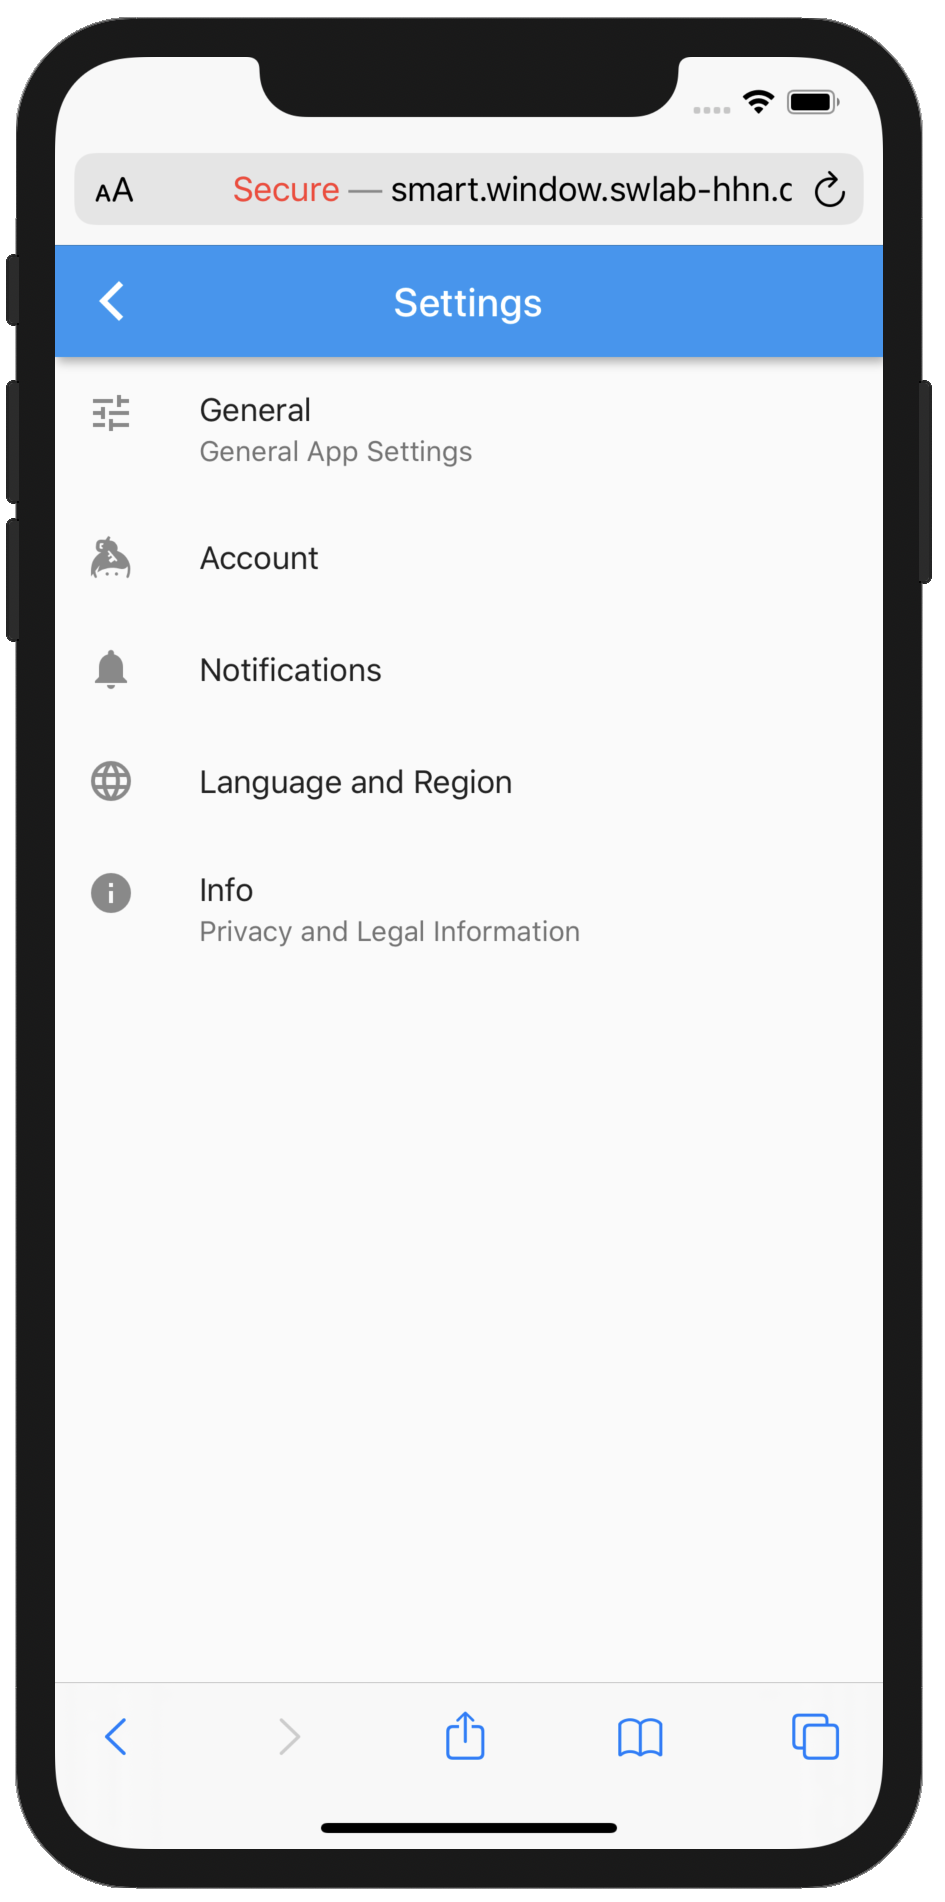 AA Secure — smart.window.swlab-hhn.c
Settings
General
General App Settings
Account
Notifications
Language and Region
Info
Privacy and Legal Information